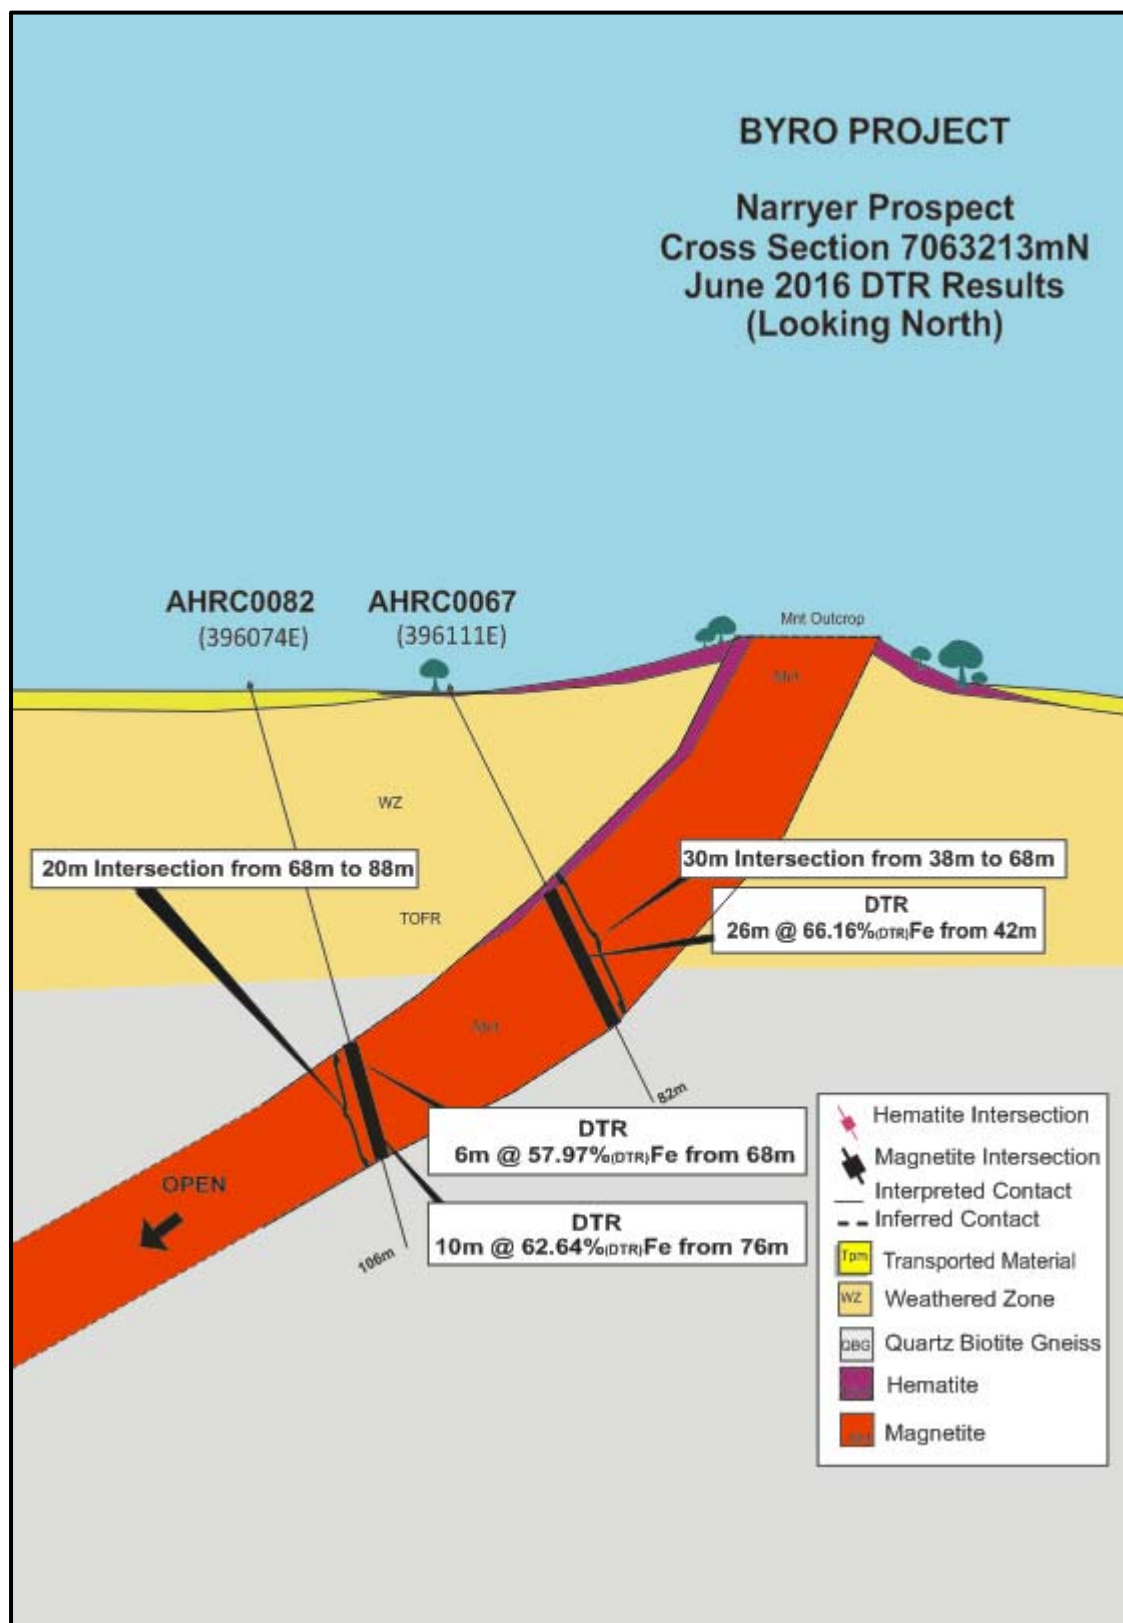 BYRO PROJECT
Narryer Prospect
Cross Section 7063213mN
June 2016 DTR Results
(Looking North)
AHRC0082
(396074E)
AHRC0067
(396111E)
Mnt Outcrop
Mnt
WZ
20m Intersection from 68m to 88m
30m Intersection from 38m to 68m
TOFR
DTR
26m @ 66.16%(DTR)Fe from 42m
Mnt
82m
DTR
6m @ 57.97%(DTR)Fe from 68m
OPEN
DTR
10m @ 62.64%(DTR)Fe from 76m
106m
Hematite Intersection
Magnetite Intersection
Interpreted Contact
Inferred Contact
Tpm Transported Material
WZ Weathered Zone
QBG Quartz Biotite Gneiss
Hematite
Magnetite